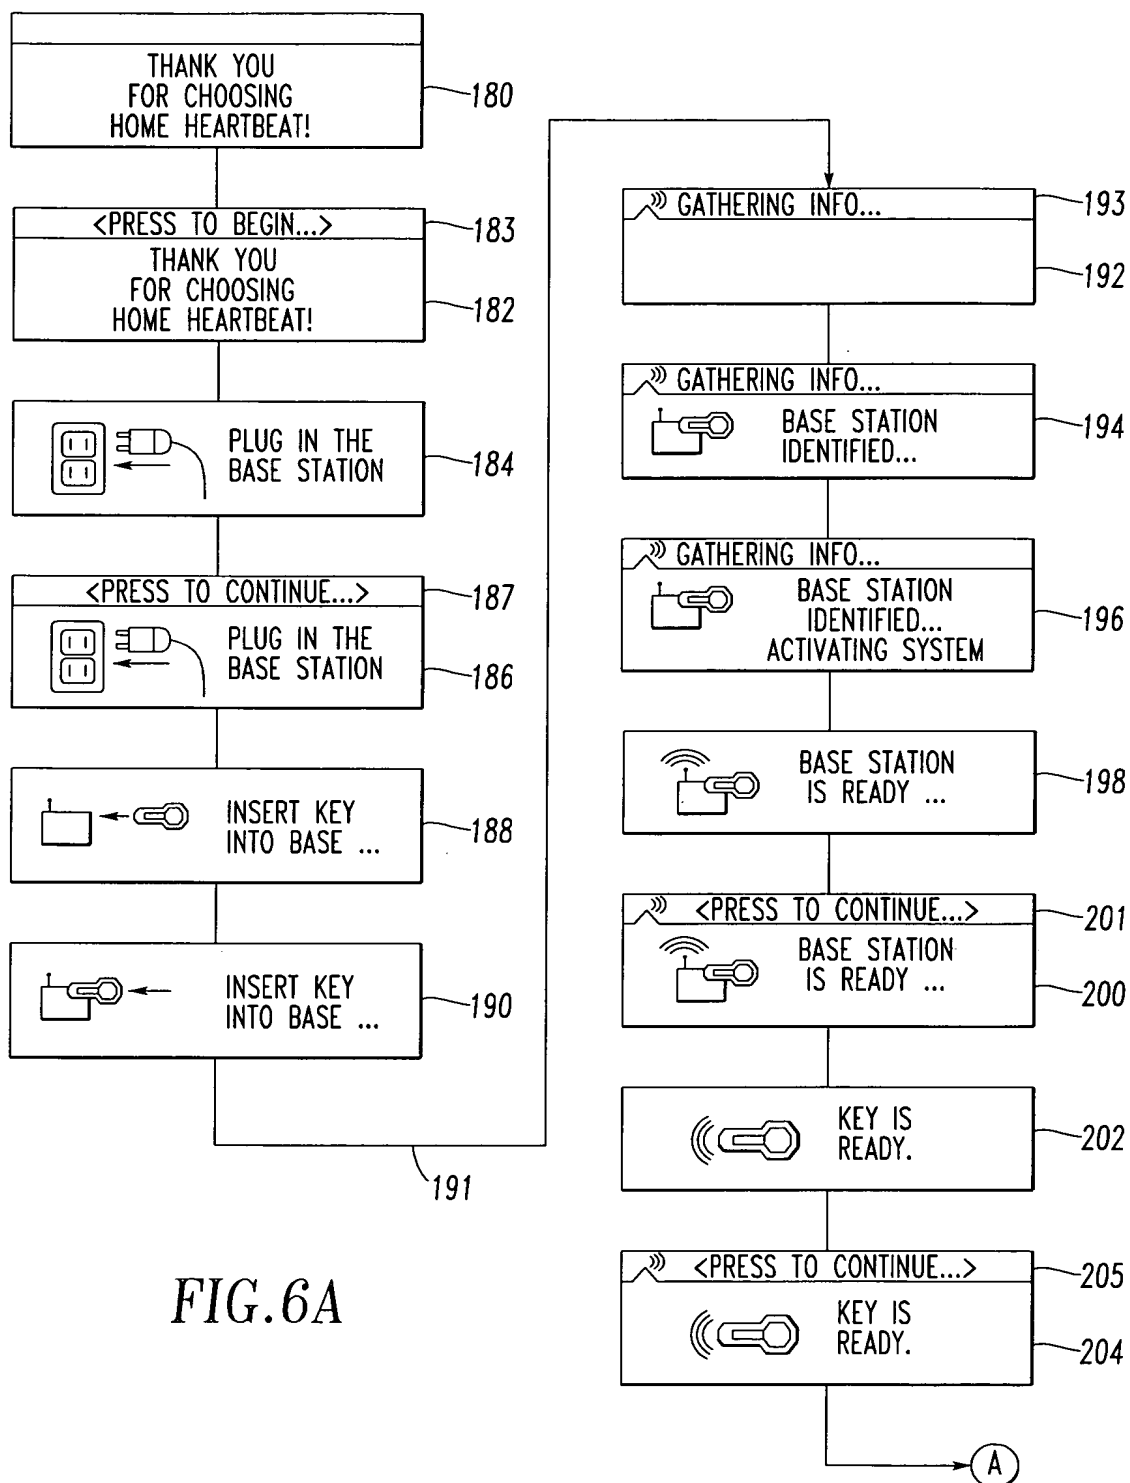 THANK YOU
FOR CHOOSING
HOME HEARTBEAT!
180
<PRESS TO BEGIN...>
183
THANK YOU
FOR CHOOSING
HOME HEARTBEAT!
182
PLUG IN THE
BASE STATION
184
<PRESS TO CONTINUE...>
187
PLUG IN THE
BASE STATION
186
INSERT KEY
INTO BASE ...
188
INSERT KEY
INTO BASE ...
190
191
GATHERING INFO...
193
192
GATHERING INFO...
BASE STATION
IDENTIFIED...
194
GATHERING INFO...
BASE STATION
IDENTIFIED...
ACTIVATING SYSTEM
196
BASE STATION
IS READY ...
198
<PRESS TO CONTINUE...>
201
BASE STATION
IS READY ...
200
KEY IS
READY.
202
<PRESS TO CONTINUE...>
205
KEY IS
READY.
204
A
FIG.6A